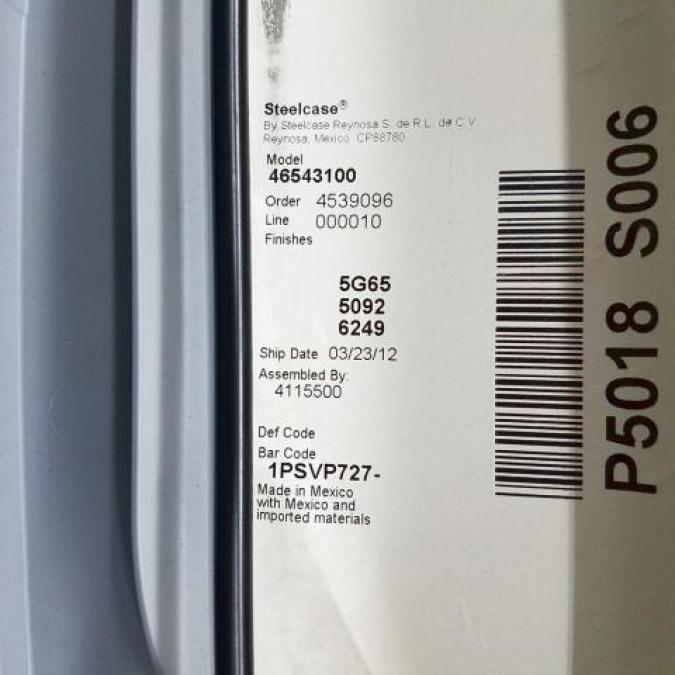 Steelcase®
By Steelcase Reynosa S. de R.L. de C.V.
Reynosa, Mexico CP88780
Model
46543100
Order 4539096
Line 000010
Finishes
5G65
5092
6249
Ship Date 03/23/12
Assembled By:
4115500
Def Code
Bar Code
1PSVP727-
Made in Mexico
with Mexico and
imported materials
P5018 S006